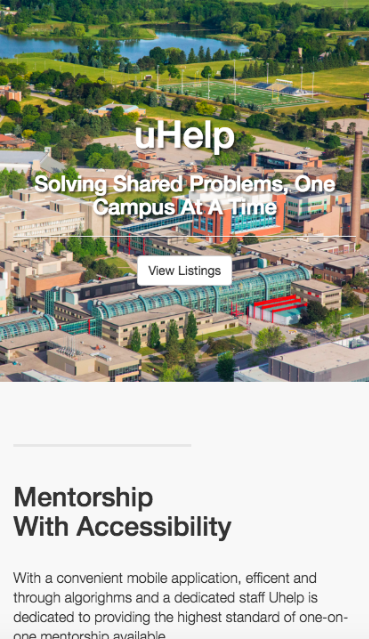 uHelp
Solving Shared Problems, One
Campus At A Time
View Listings
Mentorship
With Accessibility
With a convenient mobile application, efficent and
through algorighms and a dedicated staff Uhelp is
dedicated to providing the highest standard of one-on-
one mentorship available